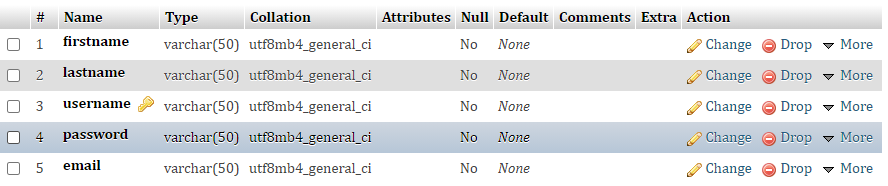 # Name Type Collation Attributes Null Default Comments Extra Action
1 firstname varchar(50) utf8mb4_general_ci No None Change Drop More
2 lastname varchar(50) utf8mb4_general_ci No None Change Drop More
3 username varchar(50) utf8mb4_general_ci No None Change Drop More
4 password varchar(50) utf8mb4_general_ci No None Change Drop More
5 email varchar(50) utf8mb4_general_ci No None Change Drop More